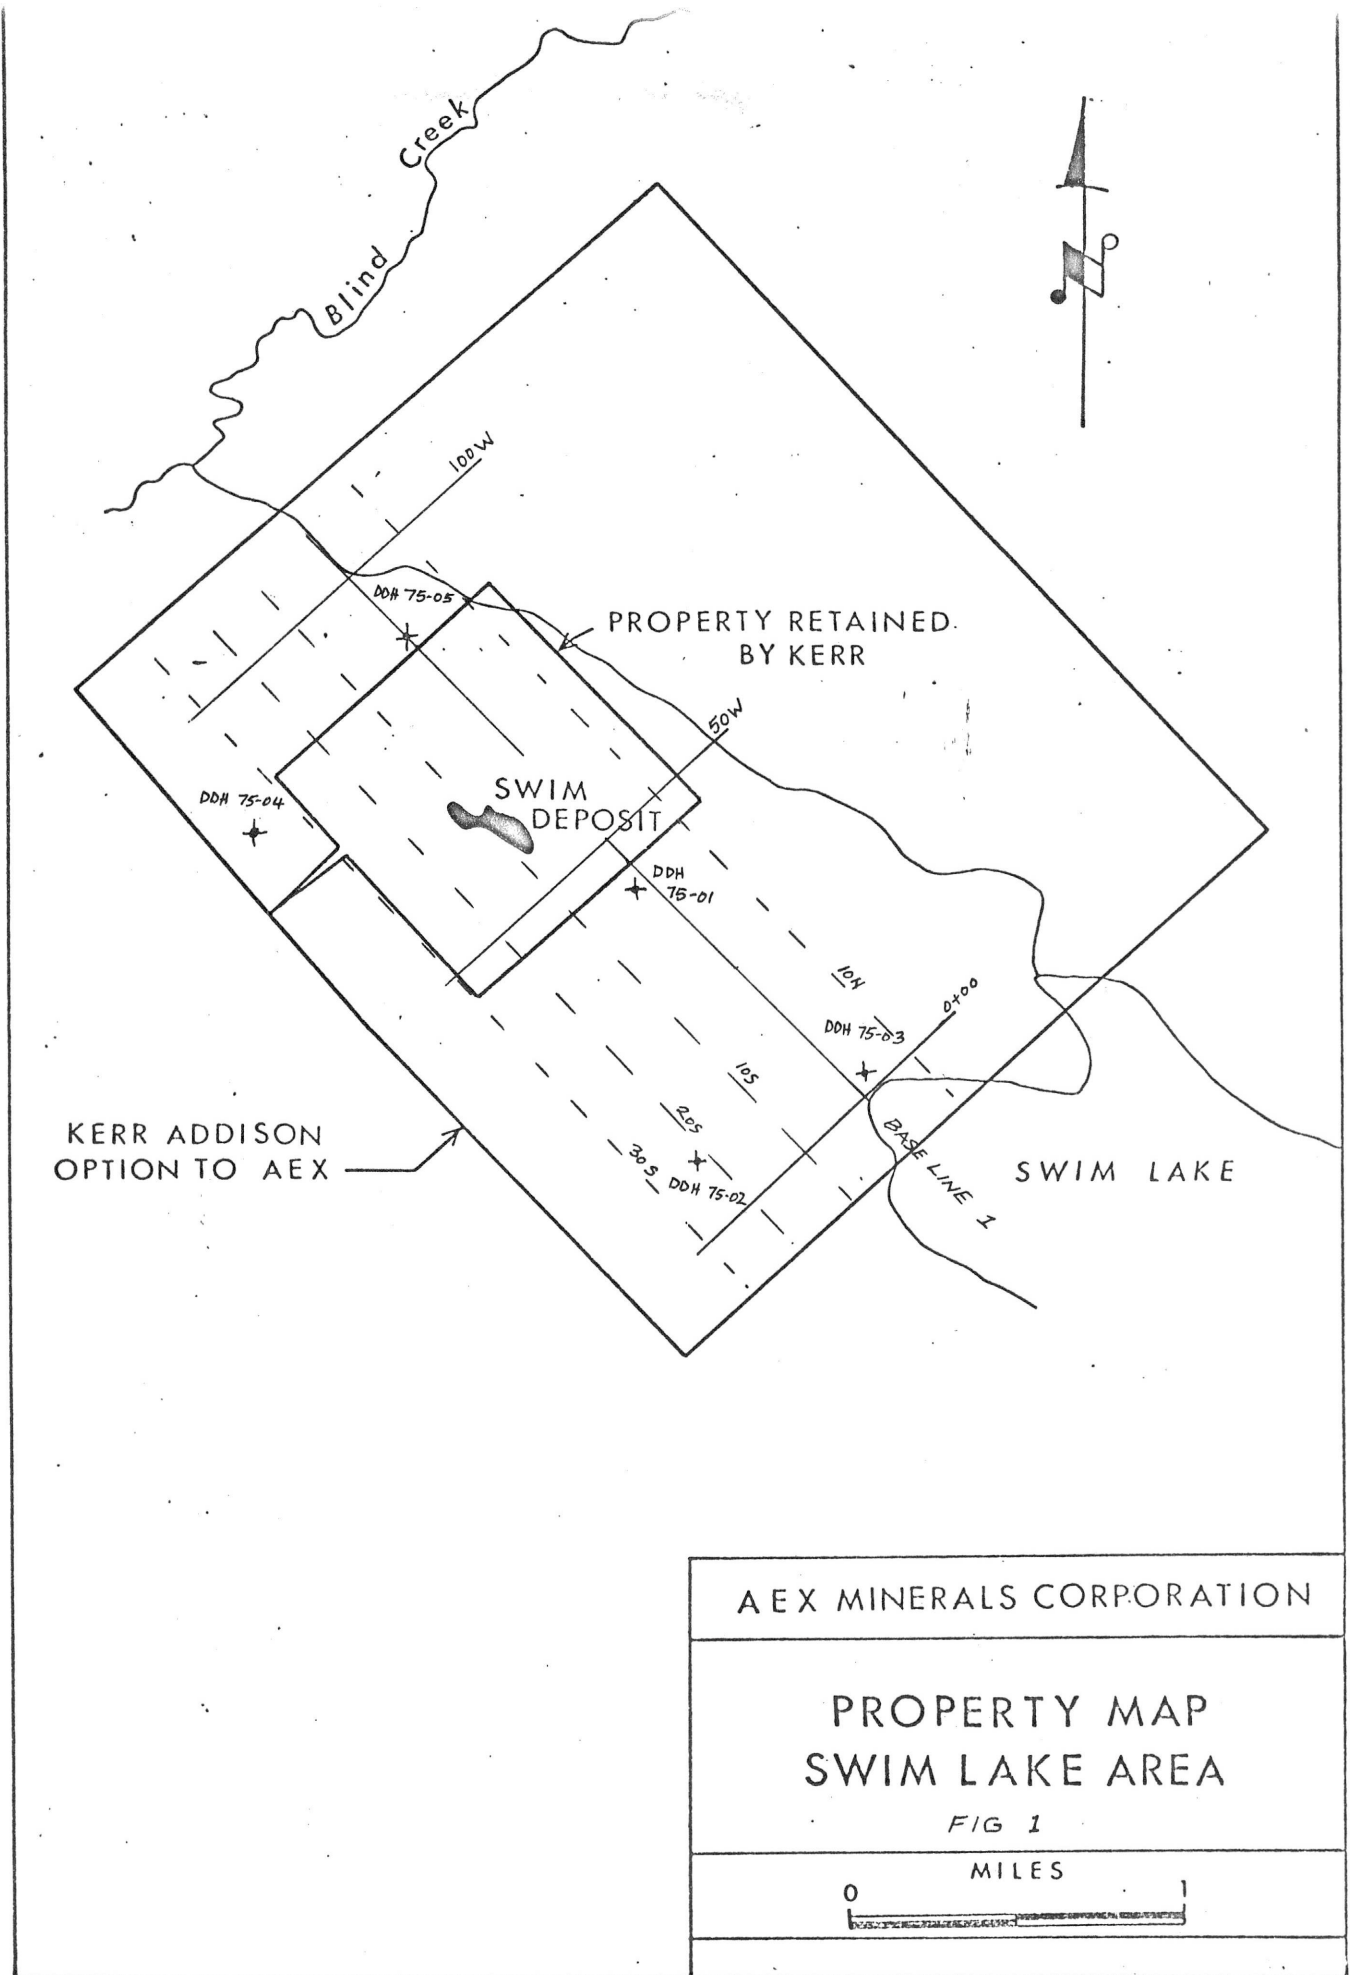 Blind Creek
100W
DDH 75-05
PROPERTY RETAINED
BY KERR
50W
SWIM
DEPOSIT
DDH 75-04
DDH
75-01
10N
0+00
DDH 75-03
10S
20S
30S
DDH 75-02
BASE LINE 1
KERR ADDISON
OPTION TO AEX
SWIM LAKE
N
AEX MINERALS CORPORATION
PROPERTY MAP
SWIM LAKE AREA
FIG 1
MILES
0 1